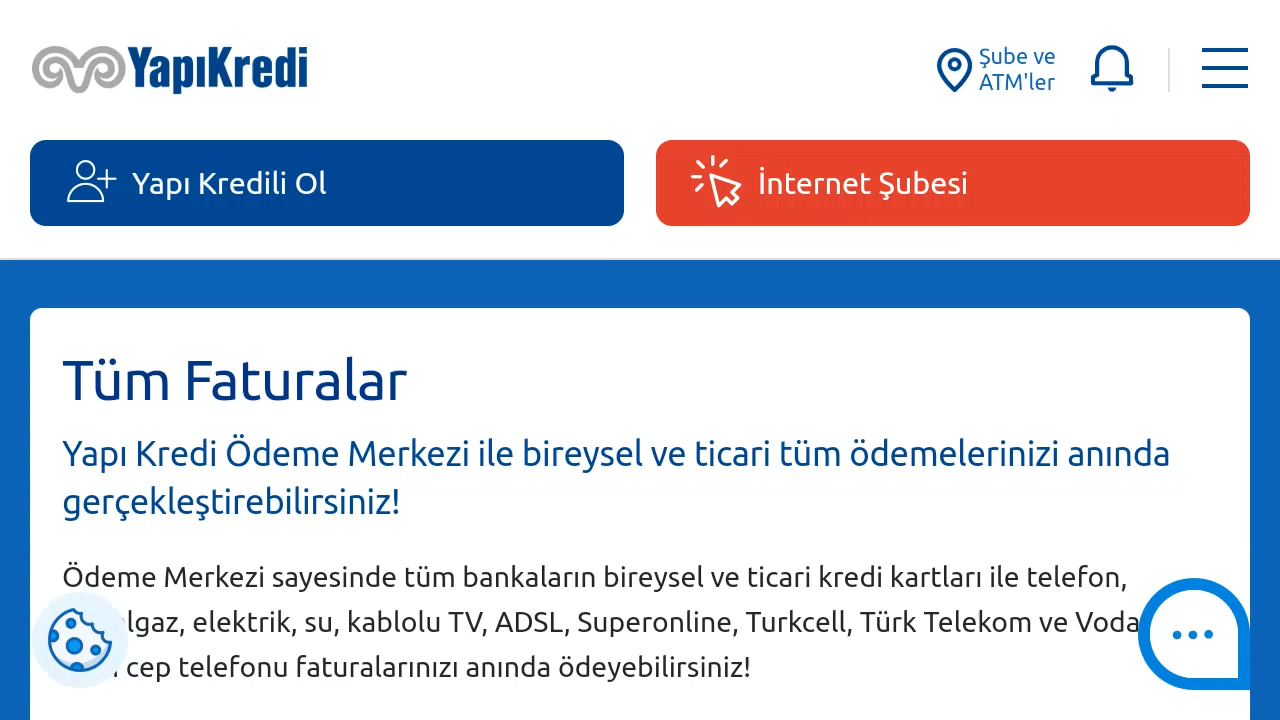 YapıKredi
Şube ve
ATM'ler
Yapı Kredili Ol
İnternet Şubesi
Tüm Faturalar
Yapı Kredi Ödeme Merkezi ile bireysel ve ticari tüm ödemelerinizi anında
gerçekleştirebilirsiniz!
Ödeme Merkezi sayesinde tüm bankaların bireysel ve ticari kredi kartları ile telefon,
elektrik, su, kablolu TV, ADSL, Superonline, Turkcell, Türk Telekom ve
cep telefonu faturalarınızı anında ödeyebilirsiniz!